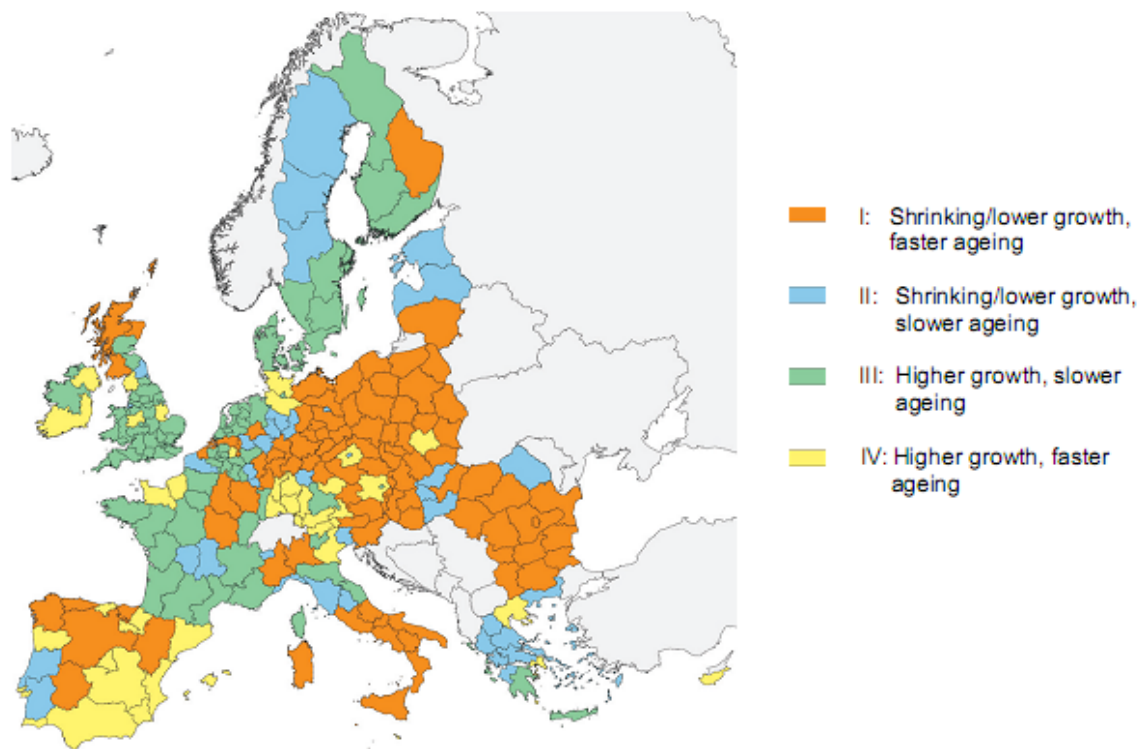 I: Shrinking/lower growth,
faster ageing
II: Shrinking/lower growth,
slower ageing
III: Higher growth, slower
ageing
IV: Higher growth, faster
ageing